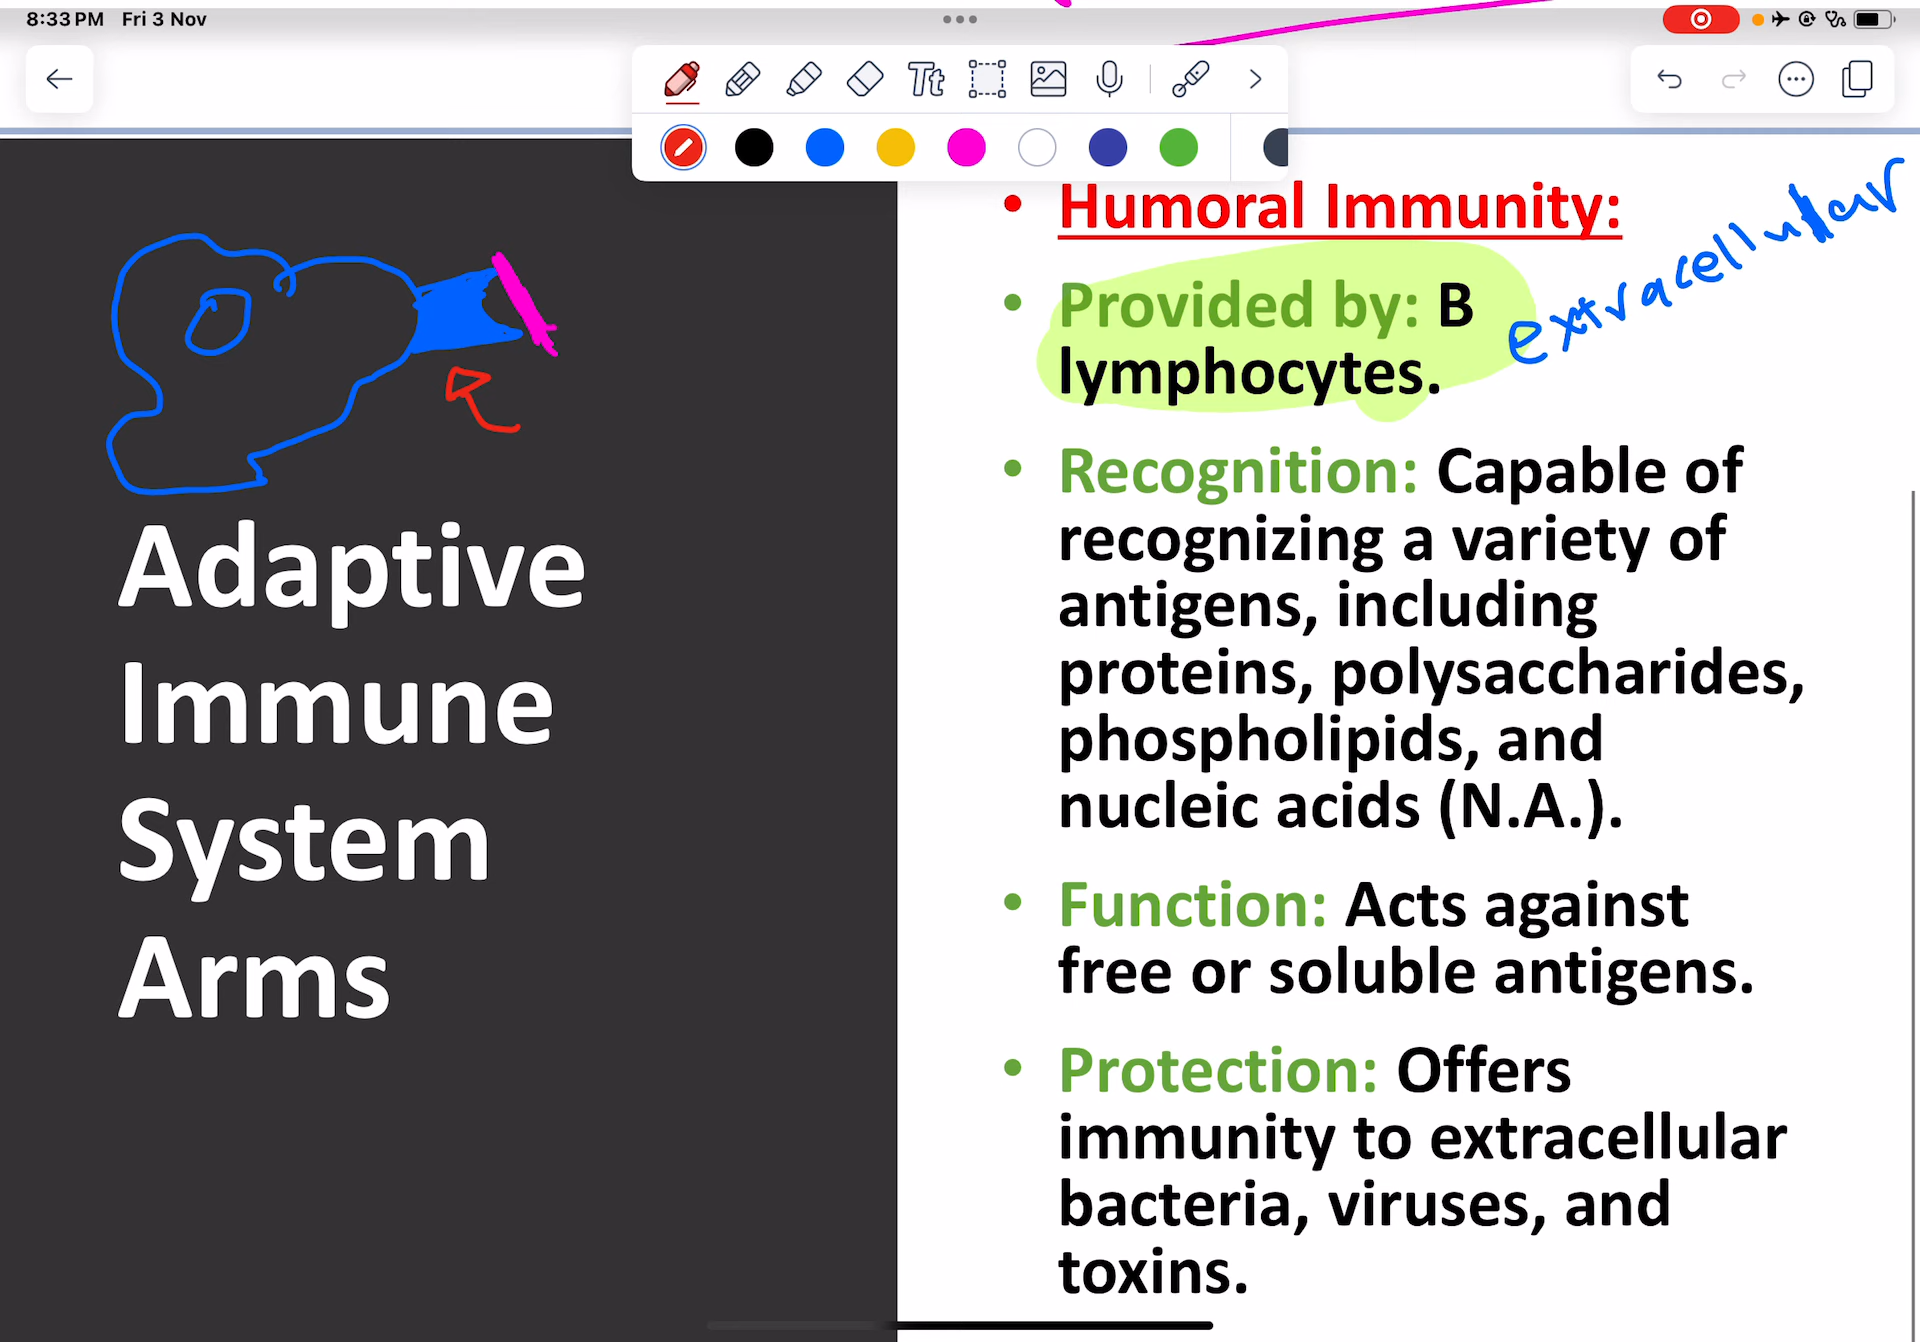 8:33 PM Fri 3 Nov
Tt
Adaptive
Immune
System
Arms
• Humoral Immunity:
extracellular
• Provided by: B
lymphocytes.
• Recognition: Capable of
recognizing a variety of
antigens, including
proteins, polysaccharides,
phospholipids, and
nucleic acids (N.A.).
• Function: Acts against
free or soluble antigens.
• Protection: Offers
immunity to extracellular
bacteria, viruses, and
toxins.